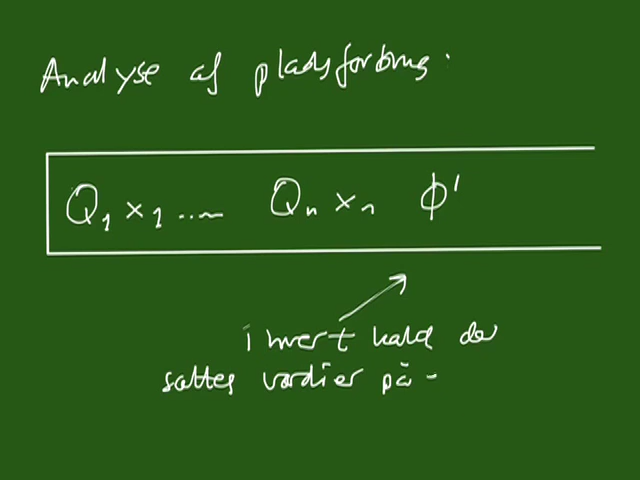 Analyse af pladsforbrug.
Q₁ x₁ .... Qₙ xₙ ϕ'
i hvert kald der
sættes værdier på -